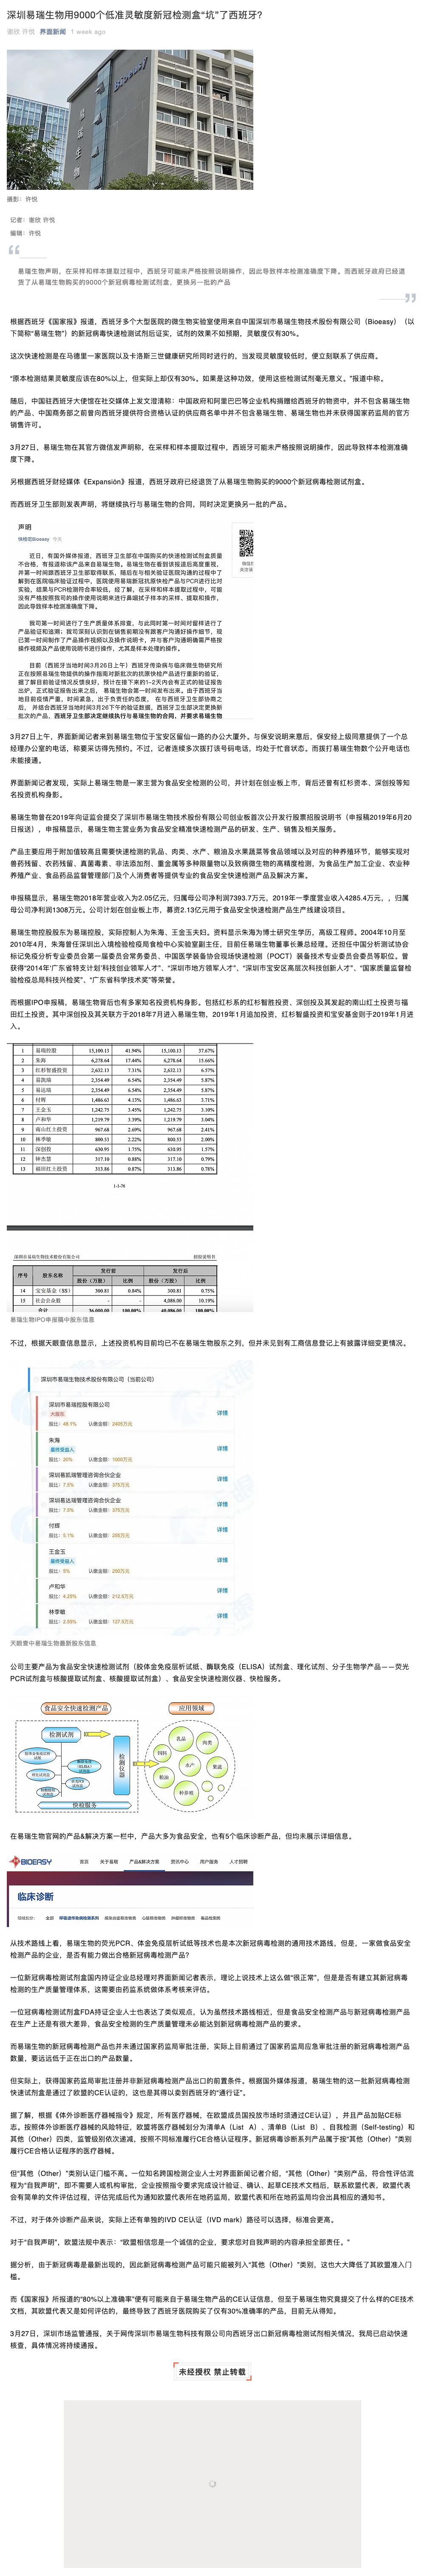 深圳易瑞生物用9000个低准灵敏度新冠检测盒“坑”了西班牙?
谢欣 许悦 界面新闻 1 week ago
BIOEASY
易瑞生物
摄影：许悦
记者：谢欣 许悦
编辑：许悦
易瑞生物声明，在采样和样本提取过程中，西班牙可能未严格按照说明操作，因此导致样本检测准确度下降。而西班牙政府已经退
货了从易瑞生物购买的9000个新冠病毒检测试剂盒，更换另一批的产品
根据西班牙《国家报》报道，西班牙多个大型医院的微生物实验室使用来自中国深圳市易瑞生物技术股份有限公司（Bioeasy）（以
下简称“易瑞生物”）的新冠病毒快速检测试剂后证实，试剂的效果不如预期，灵敏度仅有30%。
这次快速检测是在马德里一家医院以及卡洛斯三世健康研究所同时进行的，当发现灵敏度较低时，便立刻联系了供应商。
“原本检测结果灵敏度应该在80%以上，但实际上却仅有30%。如果是这种功效，使用这些检测试剂毫无意义。”报道中称。
随后，中国驻西班牙大使馆在社交媒体上发文澄清称：中国政府和阿里巴巴等企业机构捐赠给西班牙的物资中，并不包含易瑞生物
的产品、中国商务部之前曾向西班牙提供符合资格认证的供应商名单中并不包含易瑞生物、易瑞生物也并未获得国家药监局的官方
销售许可。
3月27日，易瑞生物在其官方微信发声明称，在采样和样本提取过程中，西班牙可能未严格按照说明操作，因此导致样本检测准确
度下降。
另根据西班牙财经媒体《Expansión》报道，西班牙政府已经退货了从易瑞生物购买的9000个新冠病毒检测试剂盒。
而西班牙卫生部则发表声明，将继续执行与易瑞生物的合同，同时决定更换另一批的产品。
声明
快检吧Bioeasy 今天
近日，有国外媒体报道，西班牙卫生部在中国购买的快速检测试剂盒质量
不合格，有报道称该产品来自易瑞生物。易瑞生物在看到该报道后高度重视，
并第一时间跟西班牙卫生部取得联系，随后在与相关驻地医院沟通的过程中了
解到在医院临床验证过程中，医院使用易瑞新冠抗原快检产品与PCR进行比对
实验，结果与PCR检测符合率较低，经了解，在采样和样本提取过程中，可能
没有严格按照我司的操作使用说明来进行鼻咽拭子样本的采样、提取和操作，
因此导致样本检测准确度下降。
我司第一时间进行了生产质量体系排查，与此同时第一时间对留样进行了
产品验证和追溯；我司深刻认识到在销售前期都没有跟客户沟通好操作细节，现
已第一时间制作了产品操作视频以及操作说明卡，并与客户沟通明确需严格按
操作视频及产品使用说明书进行操作，尤其是样本处理的操作。
目前（西班牙当地时间3月26日上午）西班牙传染病与临床微生物研究所
正在按照易瑞提供的操作指南对新批次的抗原快检产品进行重新的验证，据
了解目前验证情况反馈良好，预计在接下来的1-2天内会有正式的验证报告
出炉，正式验证报告出来之后，易瑞生物会第一时间发布出来。由于西班牙当
目前疫情严重，时间紧急，出于负责任的态度，在与西班牙卫生部协商之
后，并结合西班牙当地时间3月26下午的验证数据，西班牙卫生部决定更换新
批次的产品，西班牙卫生部决定继续执行与易瑞生物的合同，并要求易瑞生物
3月27日上午，界面新闻记者来到易瑞生物位于宝安区留仙一路的办公大厦外。与保安说明来意后，保安经上级同意提供了一个总
经理办公室的电话，称要采访得先预约。不过，记者连续多次拨打该号码电话，均处于忙音状态。而拨打易瑞生物数个公开电话也
未能接通。
界面新闻记者发现，实际上易瑞生物是一家主营为食品安全检测的公司，并计划在创业板上市，背后还曾有红杉资本、深创投等知
名投资机构身影。
易瑞生物曾在2019年向证监会提交了深圳市易瑞生物技术股份有限公司创业板首次公开发行股票招股说明书（申报稿2019年6月20
日报送），申报稿显示，易瑞生物主营业务为食品安全精准快速检测产品的研发、生产、销售及相关服务。
产品主要应用于附加值较高且需要快速检测的乳品、肉类、水产、粮油及水果蔬菜等食品领域以及对应的种养殖环节，能够实现对
兽药残留、农药残留、真菌毒素、非法添加剂、重金属等多种限量物以及致病微生物的高精度检测，为食品生产加工企业、农业种
养殖产业、食品药品监督管理部门及个人消费者等提供专业的食品安全快速检测产品及解决方案。
申报稿显示，易瑞生物2018年营业收入为2.05亿元，归属母公司净利润7393.7万元，2019年一季度营业收入4285.4万元，，归属
母公司净利润1308万元。公司计划在创业板上市，募资2.13亿元用于食品安全快速检测产品生产线建设项目。
易瑞生物控股股东为易瑞控股，实际控制人为朱海、王金玉夫妇。资料显示朱海为博士研究生学历，高级工程师。2004年10月至
2010年4月，朱海曾任深圳出入境检验检疫局食检中心实验室副主任，目前任易瑞生物董事长兼总经理。还担任中国分析测试协会
标记免疫分析专业委员会第一届委员会常务委员、中国医学装备协会现场快速检测（POCT）装备技术专业委员会委员等职位。曾
获得“2014年‘广东省特支计划’科技创业领军人才”、“深圳市地方领军人才”、“深圳市宝安区高层次科技创新人才”、“国家质量监督检
验检疫总局科技兴检奖”、“广东省科学技术奖”等荣誉。
而根据IPO申报稿，易瑞生物背后也有多家知名投资机构身影。包括红杉系的红杉智胜投资、深创投及其发起的南山红土投资与福
田红土投资。其中深创投及其关联方于2018年7月进入易瑞生物，2019年1月追加投资，红杉智盛投资和宝安基金则于2019年1月进
入。
1 易瑞控股 15,100.13 41.94% 15,100.13 37.67%
2 朱海 6,278.64 17.44% 6,278.64 15.66%
3 红杉智盛投资 2,632.13 7.31% 2,632.13 6.57%
4 易凯瑞 2,354.49 6.54% 2,354.49 5.87%
5 易达瑞 2,354.49 6.54% 2,354.49 5.87%
6 付辉 1,486.63 4.13% 1,486.63 3.71%
7 王金玉 1,242.75 3.45% 1,242.75 3.10%
8 卢和华 1,219.79 3.39% 1,219.79 3.04%
9 南山红土投资 967.68 2.69% 967.68 2.41%
10 林季敏 800.53 2.22% 800.53 2.00%
11 深创投 630.95 1.75% 630.95 1.57%
12 钟杰慧 317.10 0.88% 317.10 0.79%
13 福田红土投资 313.86 0.87% 313.86 0.78%
1-1-76
深圳市易瑞生物技术股份有限公司 招股说明书
序号 股东名称 发行前 发行后
股份（万股） 比例 股份（万股） 比例
14 宝安基金（SS） 300.81 0.84% 300.81 0.75%
15 社会公众股 - - 4,086.00 10.19%
合计 36,000.00 100.00% 40,086.00 100.00%
易瑞生物IPO申报稿中股东信息
不过，根据天眼查信息显示，上述投资机构目前均已不在易瑞生物股东之列，但并未见到有工商信息登记上有披露详细变更情况。
深圳市易瑞生物技术股份有限公司（当前公司）
深圳市易瑞控股有限公司
大股东
股比：48.1% 认缴金额：2405万元
详情
朱海
最终受益人
股比：20% 认缴金额：1000万元
详情
深圳易凯瑞管理咨询合伙企业
股比：7.5% 认缴金额：375万元
详情
深圳易达瑞管理咨询合伙企业
股比：7.5% 认缴金额：375万元
详情
付辉
股比：5.1% 认缴金额：255万元
详情
王金玉
最终受益人
股比：5% 认缴金额：250万元
详情
卢和华
股比：4.25% 认缴金额：212.5万元
详情
林季敏
股比：2.55% 认缴金额：127.5万元
详情
天眼查中易瑞生物最新股东信息
公司主要产品为食品安全快速检测试剂（胶体金免疫层析试纸、酶联免疫（ELISA）试剂盒、理化试剂、分子生物学产品——荧光
PCR试剂盒与核酸提取试剂盒、核酸提取试剂盒）、食品安全快速检测仪器、快检服务。
食品安全快速检测产品 应用领域
检测试剂
检测仪器
快检服务
乳品
肉类
饲料
水产
果蔬
粮油
种养殖
在易瑞生物官网的产品&解决方案一栏中，产品大多为食品安全，也有5个临床诊断产品，但均未展示详细信息。
BIOEASY 首页 关于易瑞 产品&解决方案 资讯中心 用户服务 人才招聘
临床诊断
从技术路线上看，易瑞生物的荧光PCR、体金免疫层析试纸等技术也是本次新冠病毒检测的通用技术路线，但是，一家做食品安全
检测产品的企业，是否有能力做出合格新冠病毒检测产品?
一位新冠病毒检测试剂盒国内持证企业总经理对界面新闻记者表示，理论上说技术上这么做“很正常”，但是是否有建立其新冠病毒
检测的生产质量管理体系，这需要由药监系统做体系考核来评估。
一位冠病毒检测试剂盒FDA持证企业人士也表达了类似观点，认为虽然技术路线相近，但是食品安全检测产品与新冠病毒检测产品
在生产上还是有很大差异，食品安全检测的生产质量管理未必能达到新冠病毒检测产品的要求。
而易瑞生物的新冠病毒检测产品也并未通过国家药监局审批注册，实际上目前通过了国家药监局应急审批注册的新冠病毒检测产品
数量，要远远低于正在出口的产品数量。
但实际上，获得国家药监局审批注册并非新冠病毒检测产品出口的前置条件。根据国外媒体报道，易瑞生物的这一批新冠病毒检测
快速试剂盒是通过了欧盟的CE认证的，这也是其得以卖到西班牙的“通行证”。
据了解，根据《体外诊断医疗器械指令》规定，所有医疗器械，在欧盟成员国投放市场时须通过CE认证），并且产品加贴CE标
志。按照体外诊断医疗器械的风险特征，欧盟将医疗器械划分为清单A（List A）、清单B（List B）、自我检测（Self-testing）和
其他（Other）四类，监管级别依次递减，按照不同标准履行CE合格认证程序。新冠病毒诊断系列产品属于按“其他（Other）”类别
履行CE合格认证程序的医疗器械。
但“其他（Other）”类别认证门槛不高。一位知名跨国检测企业人士对界面新闻记者介绍，“其他（Other）”类别产品，符合性评估流程
为“自我声明”，即不需要人或机构审批，企业按照指令要求完成设计验证、确认、起草CE技术文档后，联系欧盟代表，欧盟代表
会有简单的文件评估过程，评估完成后代为通知欧盟代表所在地药监局，欧盟代表和所在地药监局均会出具相应的通知书。
不过，对于体外诊断产品来说，实际上还有单独的IVD CE认证（IVD mark）路径可以选择，标准会更高。
对于“自我声明”，欧盟法规中表示：“欧盟相信您是一个诚信的企业，要求您对自我声明的内容承担全部责任。”
据分析，由于新冠病毒是最新出现的，因此新冠病毒检测产品可能只能被列入“其他（Other）”类别，这也大大降低了其欧盟准入门
槛。
而《国家报》所报道的“80%以上准确率”便有可能来自于易瑞生物产品的CE认证信息，但至于易瑞生物究竟提交了什么样的CE技术
文档，其欧盟代表又是如何评估的，最终导致了西班牙医院购买了仅有30%准确率的产品，目前无从得知。
3月27日，深圳市场监管通报，关于网传深圳市易瑞生物科技有限公司向西班牙出口新冠病毒检测试剂相关情况，我局已启动快速
核查，具体情况将持续通报。
未经授权 禁止转载